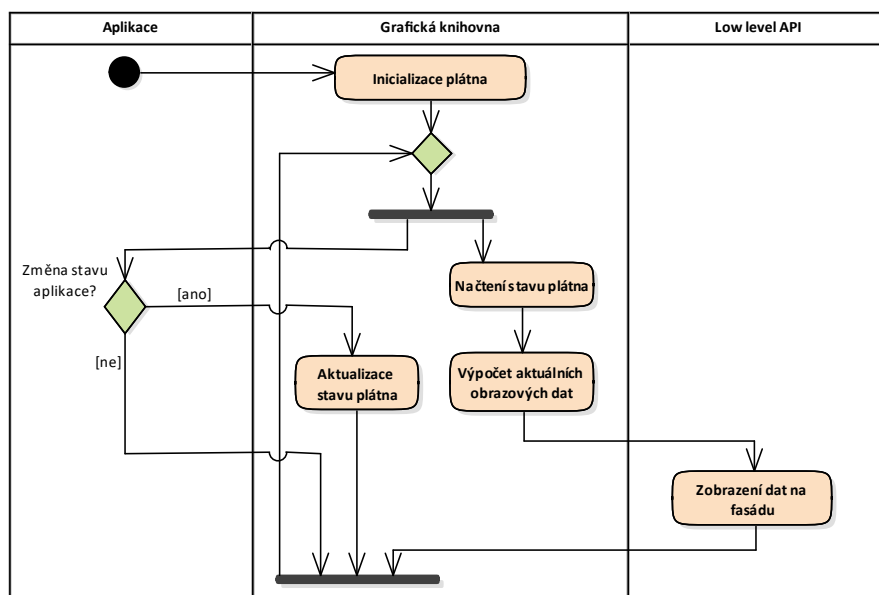 Aplikace
Grafická knihovna
Low level API
Inicializace plátna
Změna stavu
aplikace?
[ano]
[ne]
Načtení stavu plátna
Aktualizace
stavu plátna
Výpočet aktuálních
obrazových dat
Zobrazení dat na
fasádu